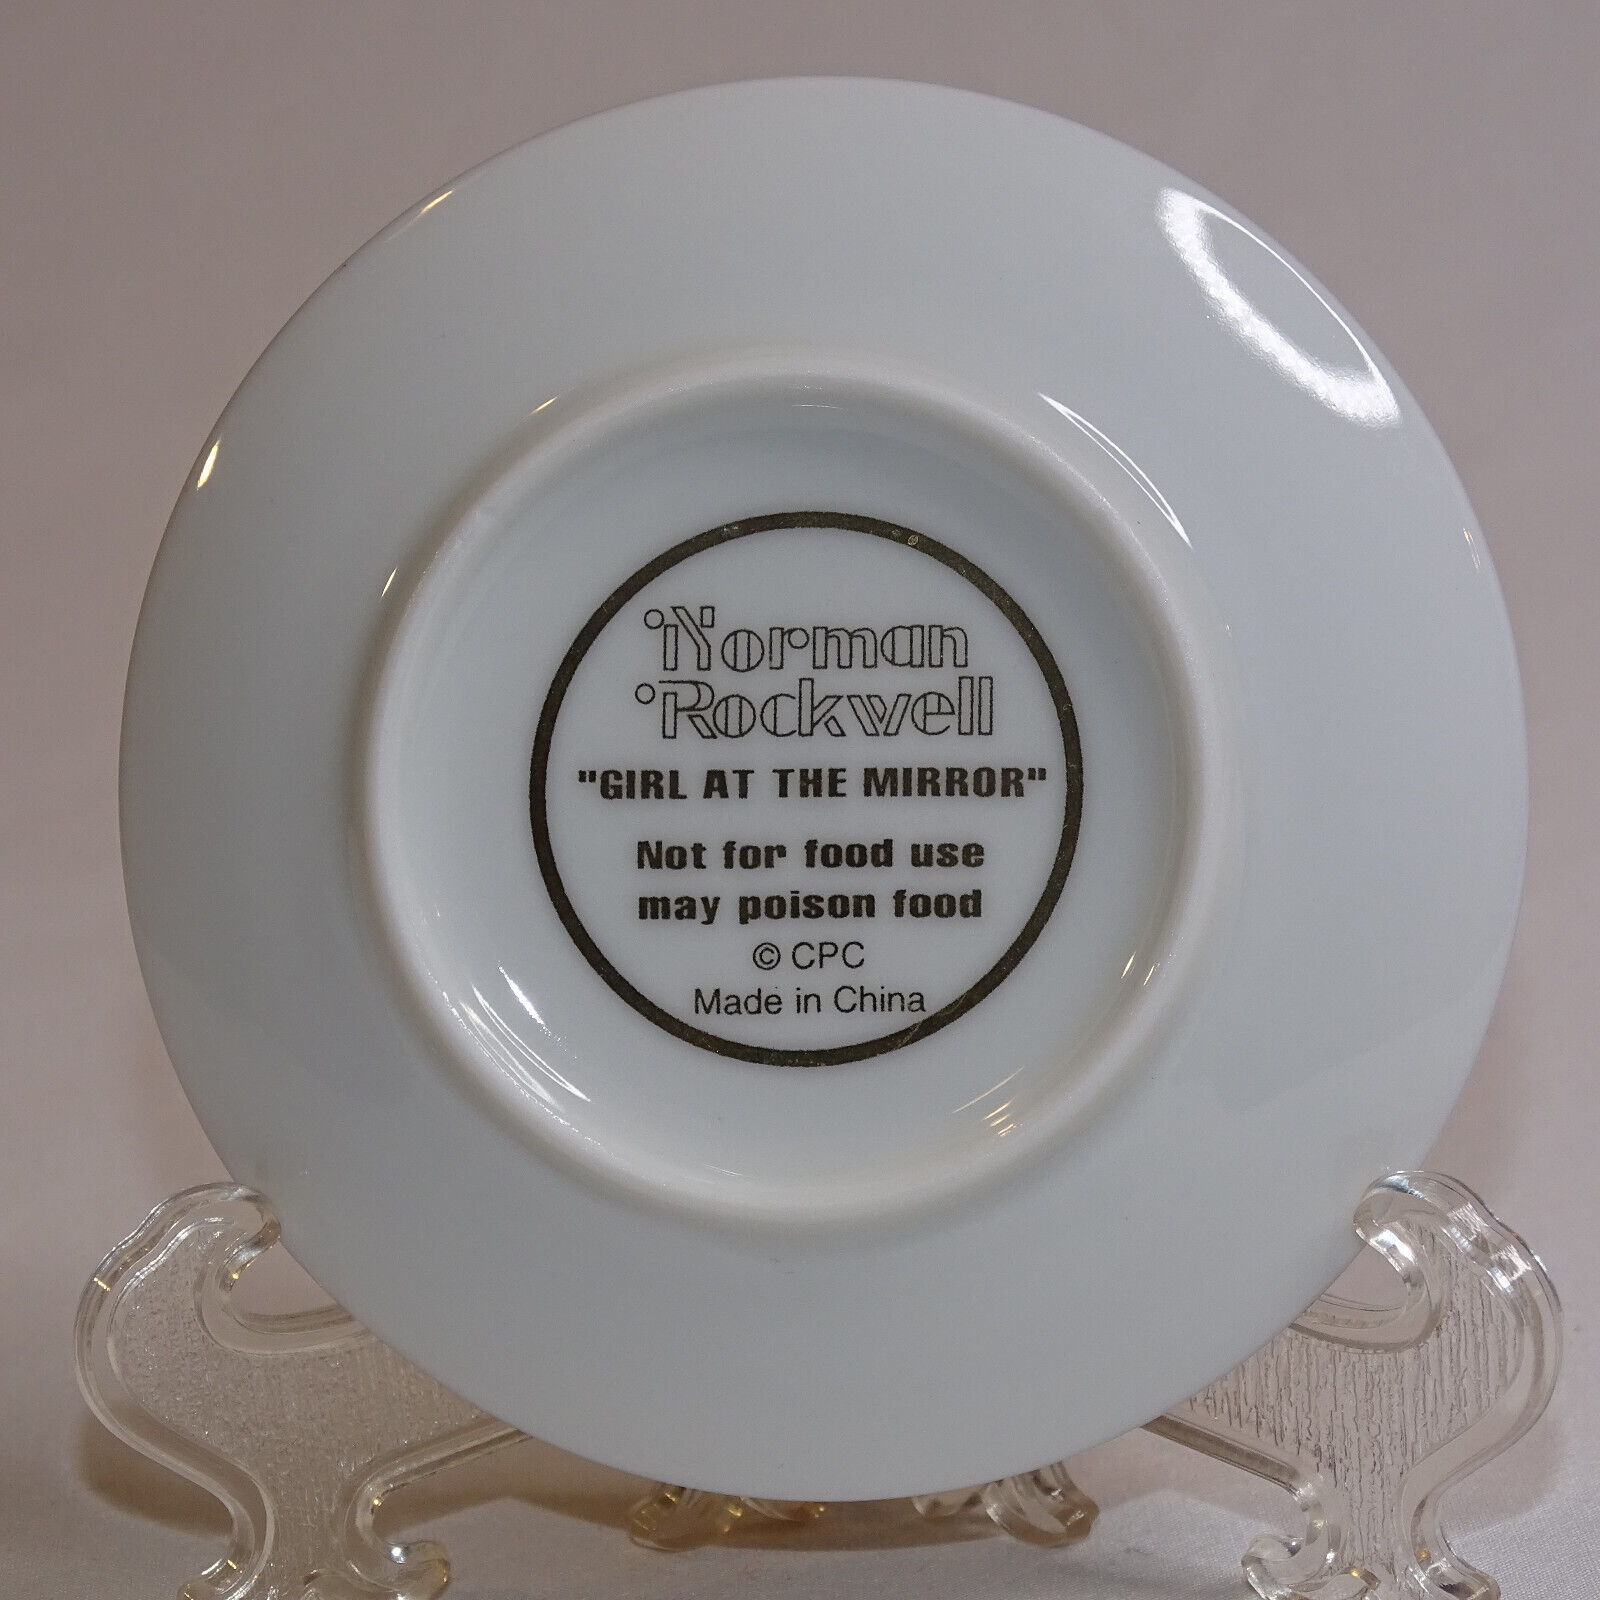 Norman
Rockwell
"GIRL AT THE MIRROR"
Not for food use
may poison food
© CPC
Made in China